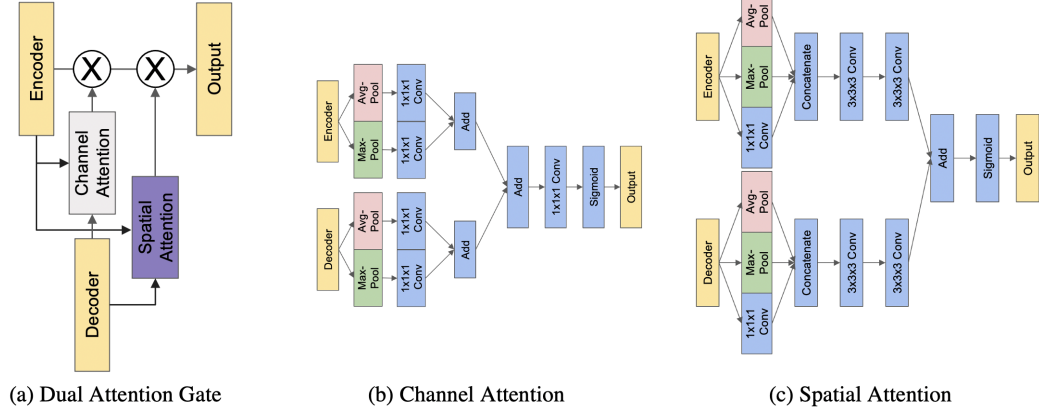 Encoder
X
X
Output
Channel
Attention
Spatial
Attention
Decoder
(a) Dual Attention Gate
Encoder
Avg-
Pool
Max-
Pool
1x1x1
Conv
1x1x1
Conv
Add
Decoder
Avg-
Pool
Max-
Pool
1x1x1
Conv
1x1x1
Conv
Add
Add
1x1x1 Conv
Sigmoid
Output
(b) Channel Attention
Encoder
Avg-
Pool
Max-
Pool
1x1x1
Conv
Concatenate
3x3x3 Conv
3x3x3 Conv
Decoder
Avg-
Pool
Max-
Pool
1x1x1
Conv
Concatenate
3x3x3 Conv
3x3x3 Conv
Add
Sigmoid
Output
(c) Spatial Attention